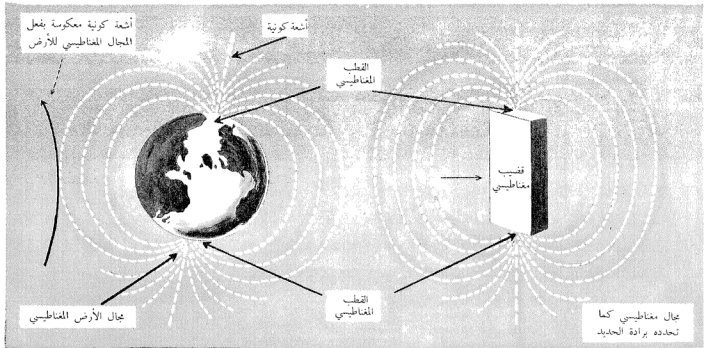 أشعة كونية معكوسة بفعل
المجال المغناطيسي للأرض
أشعة كونية
القطب
المغناطيسي
قضيب
مغناطيسي
القطب
المغناطيسي
مجال الأرض المغناطيسي
مجال مغناطيسي كما
تحدده برادة الحديد